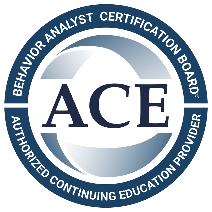 BEHAVIOR ANALYST CERTIFICATION BOARD
ACE
AUTHORIZED CONTINUING EDUCATION PROVIDER